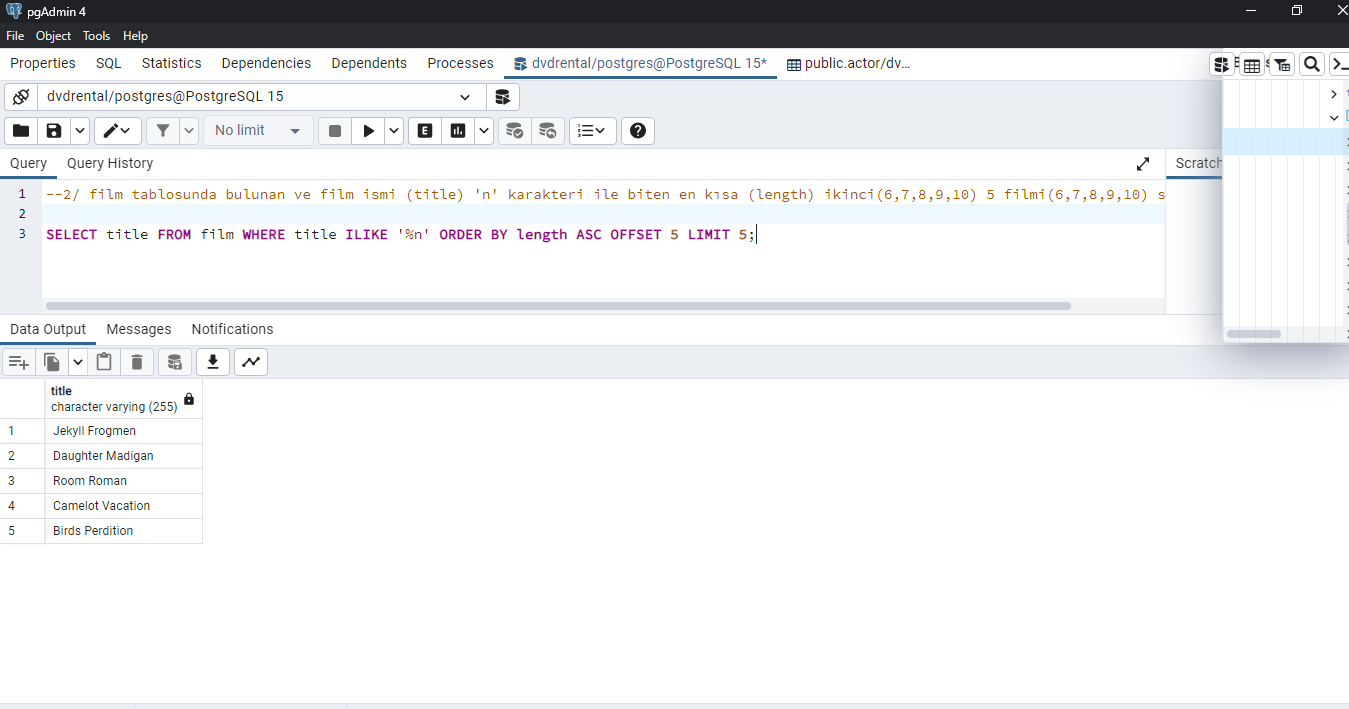 pgAdmin 4
File Object Tools Help
Properties SQL Statistics Dependencies Dependents Processes dvdrental/postgres@PostgreSQL 15* public.actor/dv...
dvdrental/postgres@PostgreSQL 15
No limit
Query Query History Scratch
1 --2/ film tablosunda bulunan ve film ismi (title) 'n' karakteri ile biten en kısa (length) ikinci(6,7,8,9,10) 5 filmi(6,7,8,9,10) s
2
3 SELECT title FROM film WHERE title ILIKE '%n' ORDER BY length ASC OFFSET 5 LIMIT 5;
Data Output Messages Notifications
title
character varying (255)
1 Jekyll Frogmen
2 Daughter Madigan
3 Room Roman
4 Camelot Vacation
5 Birds Perdition